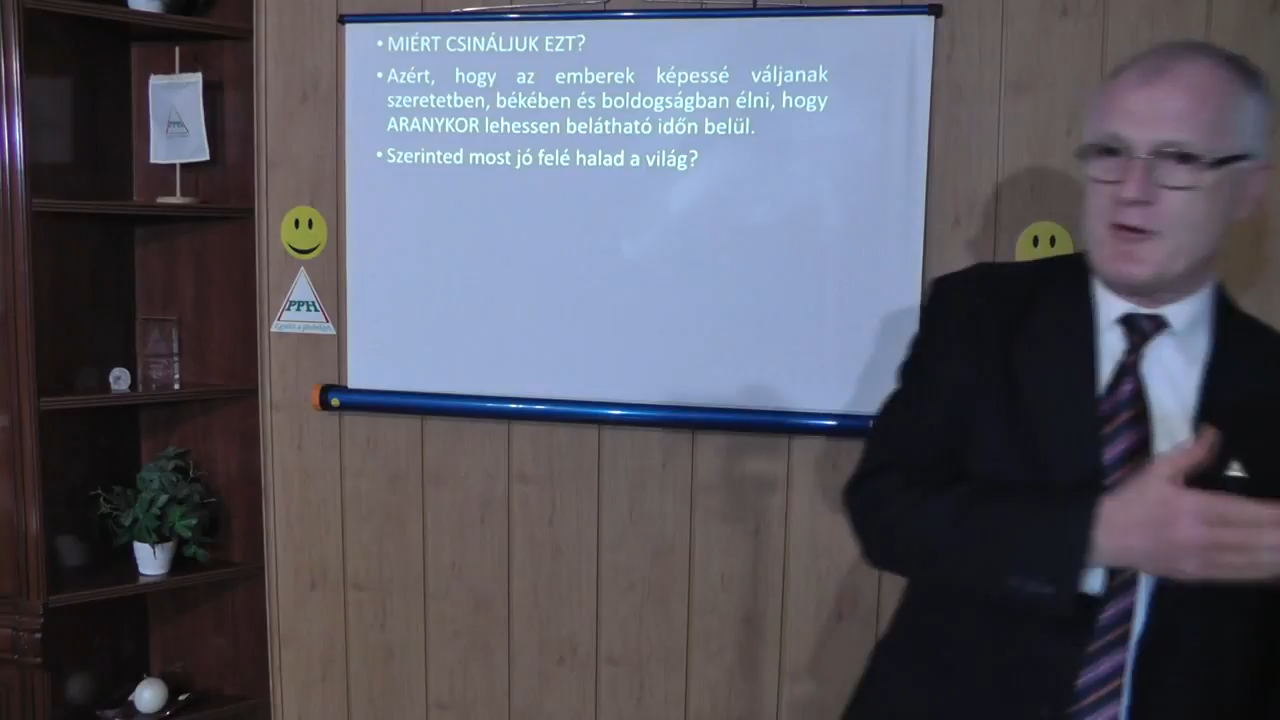 • MIÉRT CSINÁLJUK EZT?
• Azért, hogy az emberek képessé váljanak
szeretetben, békében és boldogságban élni, hogy
ARANYKOR lehessen belátható időn belül.
• Szerinted most jó felé halad a világ?
PPH
PPH